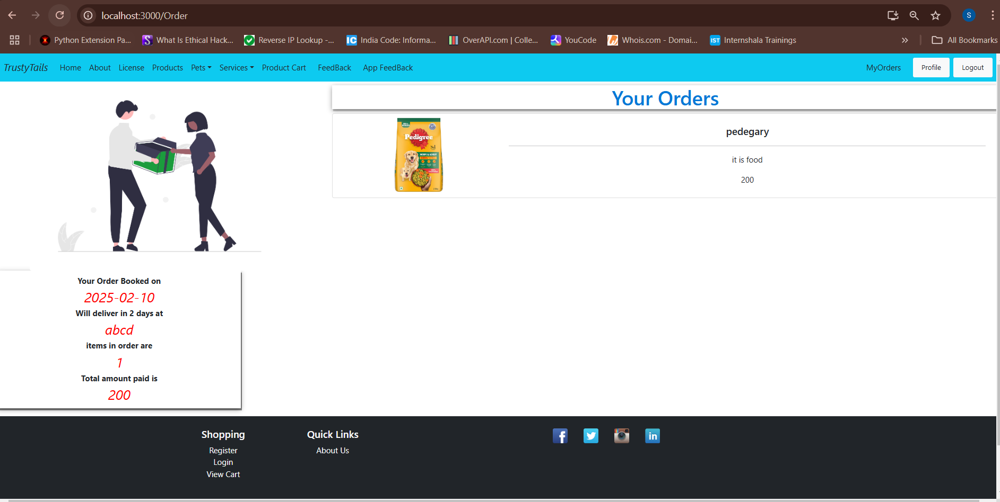 localhost:3000/Order
S
Python Extension Pa...
What Is Ethical Hack...
Reverse IP Lookup -...
India Code: Informa...
OverAPI.com | Colle...
YouCode
Whois.com - Domai...
Internshala Trainings
»
All Bookmarks
TrustyTails
Home
About
License
Products
Pets
Services
Product Cart
FeedBack
App FeedBack
MyOrders
Profile
Logout
Your Orders
Pedigree
pedegary
it is food
200
Your Order Booked on
2025-02-10
Will deliver in 2 days at
abcd
items in order are
1
Total amount paid is
200
Shopping
Register
Login
View Cart
Quick Links
About Us